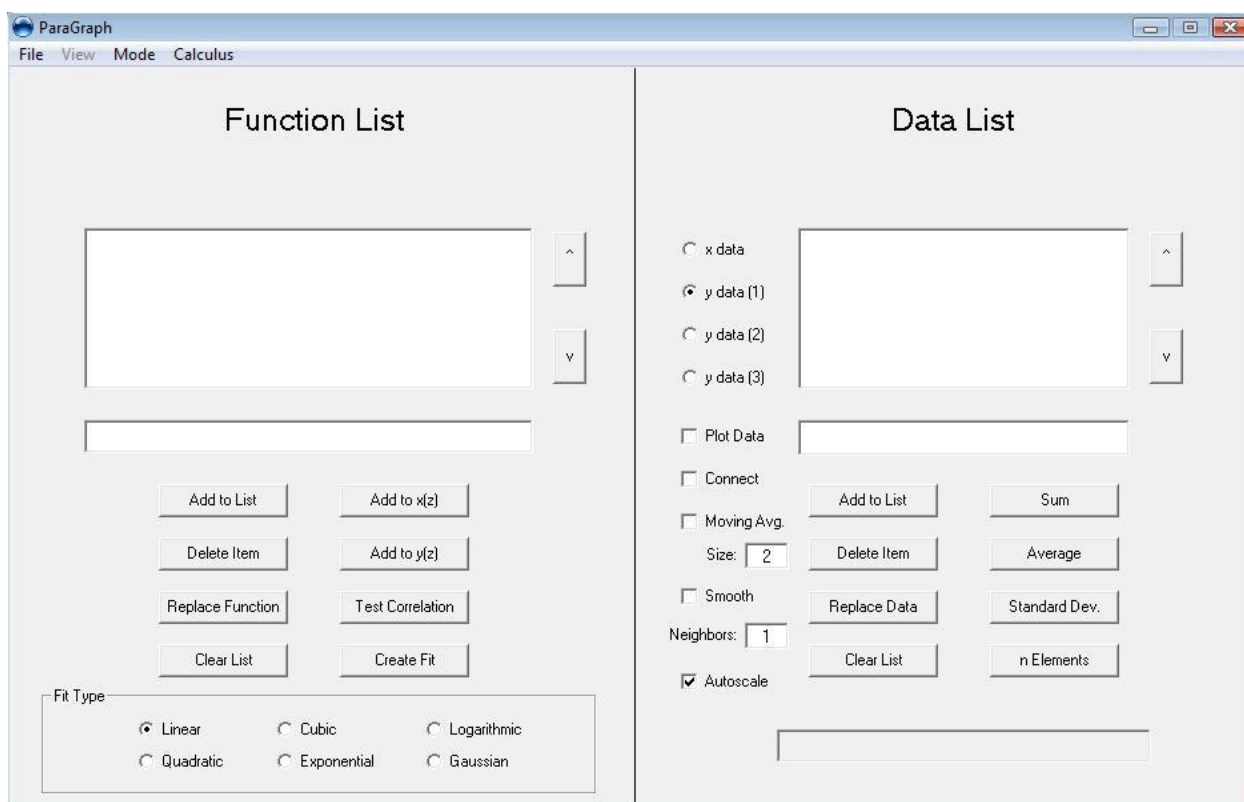 ParaGraph
File View Mode Calculus
Function List
^
v
Add to List Add to x(z)
Delete Item Add to y(z)
Replace Function Test Correlation
Clear List Create Fit
Fit Type
Linear Cubic Logarithmic
Quadratic Exponential Gaussian
Data List
x data
^
y data (1)
y data (2)
v
y data (3)
Plot Data
Connect
Add to List Sum
Moving Avg.
Size: 2 Delete Item Average
Smooth
Replace Data Standard Dev.
Neighbors: 1
Clear List n Elements
Autoscale